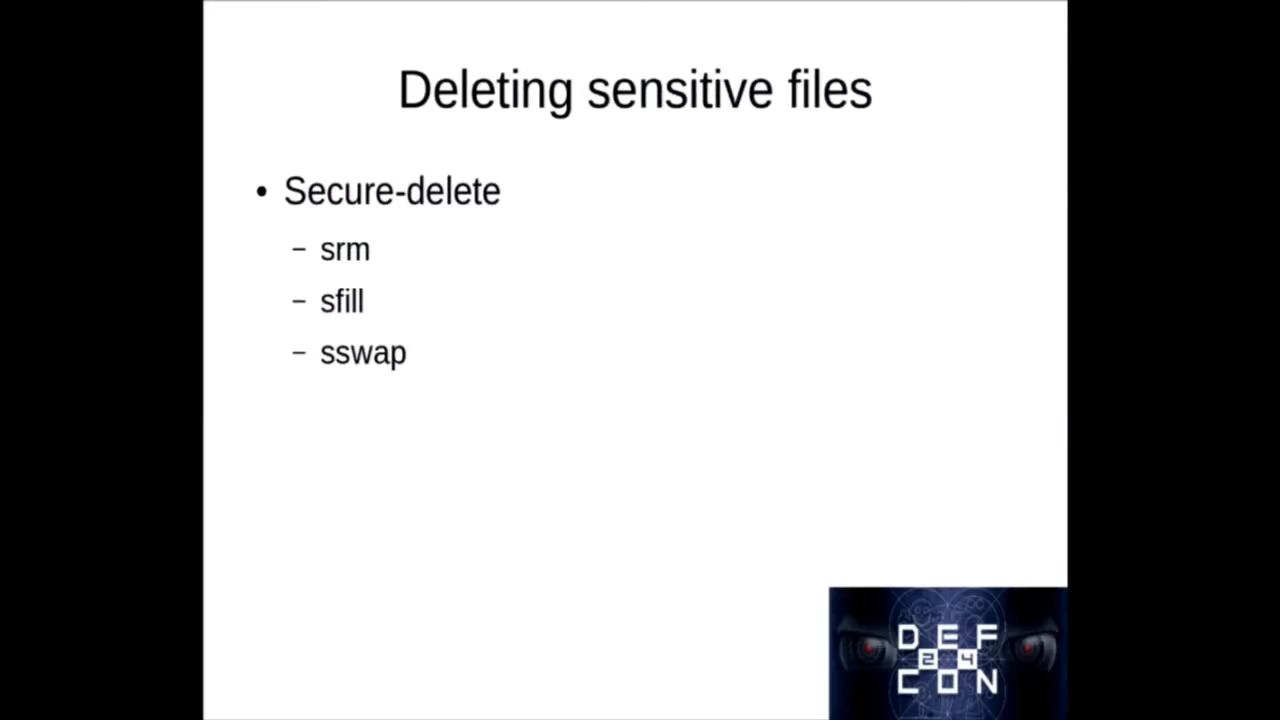 Deleting sensitive files
• Secure-delete
– srm
– sfill
– sswap
DEF
24
CON